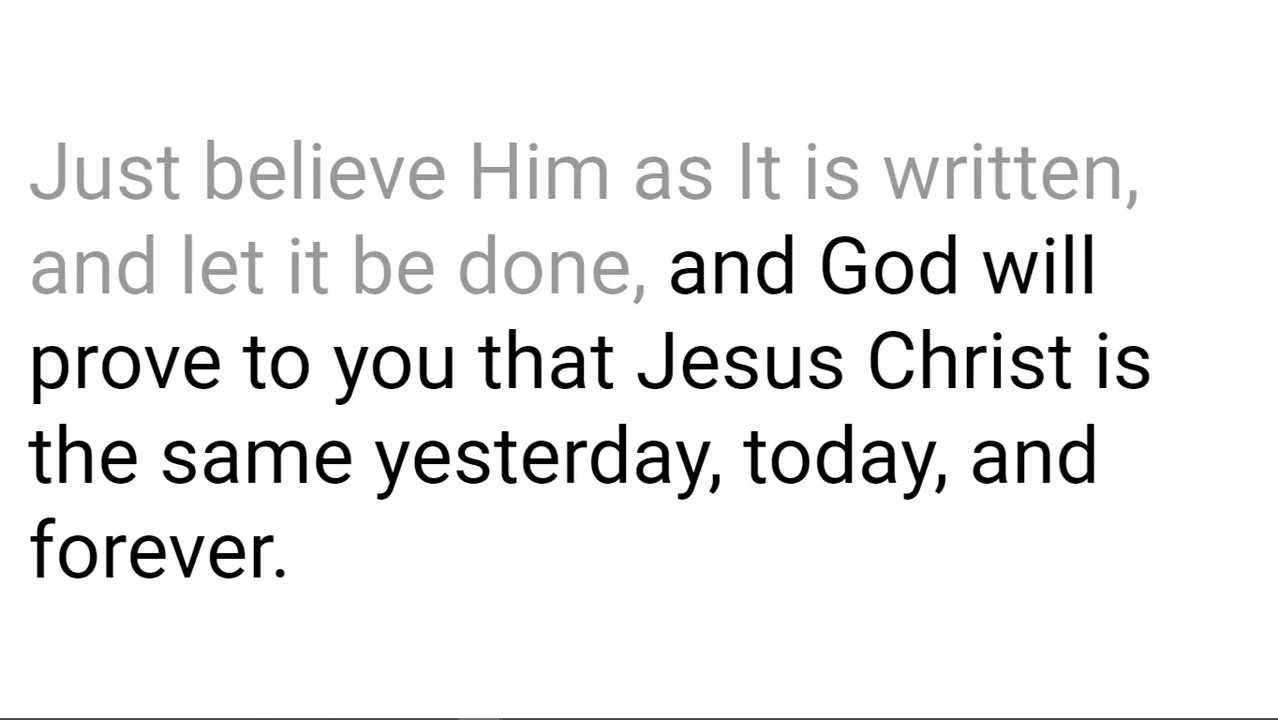 Just believe Him as It is written,
and let it be done, and God will
prove to you that Jesus Christ is
the same yesterday, today, and
forever.